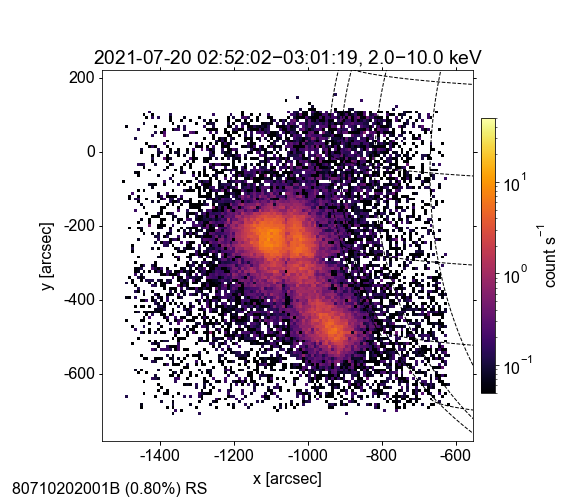 2021-07-20 02:52:02−03:01:19, 2.0−10.0 keV
200
0
-200
-400
-600
y [arcsec]
-1400 -1200 -1000 -800 -600
x [arcsec]
10¹
10⁰
10⁻¹
count s⁻¹
80710202001B (0.80%) RS